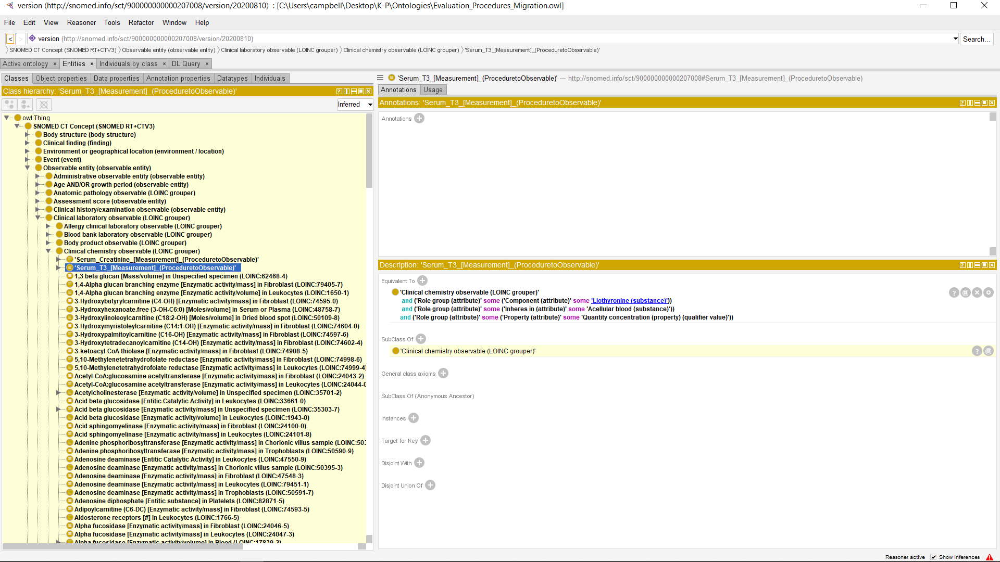 version (http://snomed.info/sct/900000000000207008/version/20200810)  : [C:\Users\campbell\Desktop\K-P\Ontologies\Evaluation_Procedures_Migration.owl]
File Edit View Reasoner Tools Refactor Window Help
< > version (http://snomed.info/sct/900000000000207008/version/20200810) Search...
SNOMED CT Concept (SNOMED RT+CTV3) Observable entity (observable entity) Clinical laboratory observable (LOINC grouper) Clinical chemistry observable (LOINC grouper) 'Serum_T3_[Measurement]_(ProceduretoObservable)'
Active ontology × Entities × Individuals by class × DL Query ×
Classes Object properties Data properties Annotation properties Datatypes Individuals
Class hierarchy: 'Serum_T3_[Measurement]_(ProceduretoObservable)'
Inferred
owl:Thing
SNOMED CT Concept (SNOMED RT+CTV3)
Body structure (body structure)
Clinical finding (finding)
Environment or geographical location (environment / location)
Event (event)
Observable entity (observable entity)
Administrative observable entity (observable entity)
Age AND/OR growth period (observable entity)
Anatomic pathology observable (LOINC grouper)
Assessment score (observable entity)
Clinical history/examination observable (observable entity)
Clinical laboratory observable (LOINC grouper)
Allergy clinical laboratory observable (LOINC grouper)
Blood bank laboratory observable (LOINC grouper)
Body product observable (LOINC grouper)
Clinical chemistry observable (LOINC grouper)
'Serum_Creatinine_[Measurement]_(ProceduretoObservable)'
'Serum_T3_[Measurement]_(ProceduretoObservable)'
1,3 beta glucan [Mass/volume] in Unspecified specimen (LOINC:62468-4)
1,4-Alpha glucan branching enzyme [Enzymatic activity/mass] in Fibroblast (LOINC:79405-7)
1,4-Alpha glucan branching enzyme [Enzymatic activity/volume] in Leukocytes (LOINC:1650-1)
3-Hydroxybutyrylcarnitine (C4-OH) [Enzymatic activity/mass] in Fibroblast (LOINC:74595-0)
3-Hydroxyhexanoate.free (3-OH-C6:0) [Moles/volume] in Serum or Plasma (LOINC:48758-7)
3-Hydroxylinoleoylcarnitine (C18:2-OH) [Moles/volume] in Dried blood spot (LOINC:50109-8)
3-Hydroxymyristoleylcarnitine (C14:1-OH) [Enzymatic activity/mass] in Fibroblast (LOINC:74604-0)
3-Hydroxypalmitoylcarnitine (C16-OH) [Enzymatic activity/mass] in Fibroblast (LOINC:74597-6)
3-Hydroxytetradecanoylcarnitine (C14-OH) [Enzymatic activity/mass] in Fibroblast (LOINC:74602-4)
3-ketoacyl-CoA thiolase [Enzymatic activity/mass] in Fibroblast (LOINC:74908-5)
5,10-Methylenetetrahydrofolate reductase [Enzymatic activity/mass] in Fibroblast (LOINC:74998-6)
5,10-Methylenetetrahydrofolate reductase [Enzymatic activity/mass] in Leukocytes (LOINC:74999-4)
Acetyl-CoA:glucosamine acetyltransferase [Enzymatic activity/mass] in Fibroblast (LOINC:24043-2)
Acetyl-CoA:glucosamine acetyltransferase [Enzymatic activity/mass] in Leukocytes (LOINC:24044-0
Acetylcholinesterase [Enzymatic activity/volume] in Unspecified specimen (LOINC:35701-2)
Acid beta glucosidase [Entitic Catalytic Activity] in Leukocytes (LOINC:33661-0)
Acid beta glucosidase [Enzymatic activity/mass] in Unspecified specimen (LOINC:35303-7)
Acid beta glucosidase [Enzymatic activity/volume] in Leukocytes (LOINC:1943-0)
Acid sphingomyelinase [Enzymatic activity/mass] in Fibroblast (LOINC:24100-0)
Acid sphingomyelinase [Enzymatic activity/mass] in Leukocytes (LOINC:24101-8)
Adenine phosphoribosyltransferase [Enzymatic activity/mass] in Chorionic villus sample (LOINC:503
Adenine phosphoribosyltransferase [Enzymatic activity/mass] in Trophoblasts (LOINC:50590-9)
Adenosine deaminase [Entitic Catalytic Activity] in Leukocytes (LOINC:47550-9)
Adenosine deaminase [Enzymatic activity/mass] in Chorionic villus sample (LOINC:50395-3)
Adenosine deaminase [Enzymatic activity/mass] in Fibroblast (LOINC:47548-3)
Adenosine deaminase [Enzymatic activity/mass] in Leukocytes (LOINC:79451-1)
Adenosine deaminase [Enzymatic activity/mass] in Trophoblasts (LOINC:50591-7)
Adenosine diphosphate [Entitic substance] in Platelets (LOINC:82871-5)
Adipoylcarnitine (C6-DC) [Enzymatic activity/mass] in Fibroblast (LOINC:74593-5)
Aldosterone receptors [#] in Leukocytes (LOINC:1766-5)
Alpha fucosidase [Enzymatic activity/mass] in Fibroblast (LOINC:24046-5)
Alpha fucosidase [Enzymatic activity/mass] in Leukocytes (LOINC:24047-3)
Alpha fucosidase [Enzymatic activity/volume] in Blood (LOINC:17839-2)
'Serum_T3_[Measurement]_(ProceduretoObservable)' — http://snomed.info/sct/900000000000207008#Serum_T3_[Measurement]_(ProceduretoObservable)
Annotations Usage
Annotations: 'Serum_T3_[Measurement]_(ProceduretoObservable)'
Annotations
Description: 'Serum_T3_[Measurement]_(ProceduretoObservable)'
Equivalent To
'Clinical chemistry observable (LOINC grouper)'
and ('Role group (attribute)' some ('Component (attribute)' some 'Liothyronine (substance)'))
and ('Role group (attribute)' some ('Inheres in (attribute)' some 'Acellular blood (substance)'))
and ('Role group (attribute)' some ('Property (attribute)' some 'Quantity concentration (property) (qualifier value)'))
SubClass Of
'Clinical chemistry observable (LOINC grouper)'
General class axioms
SubClass Of (Anonymous Ancestor)
Instances
Target for Key
Disjoint With
Disjoint Union Of
Reasoner active Show Inferences